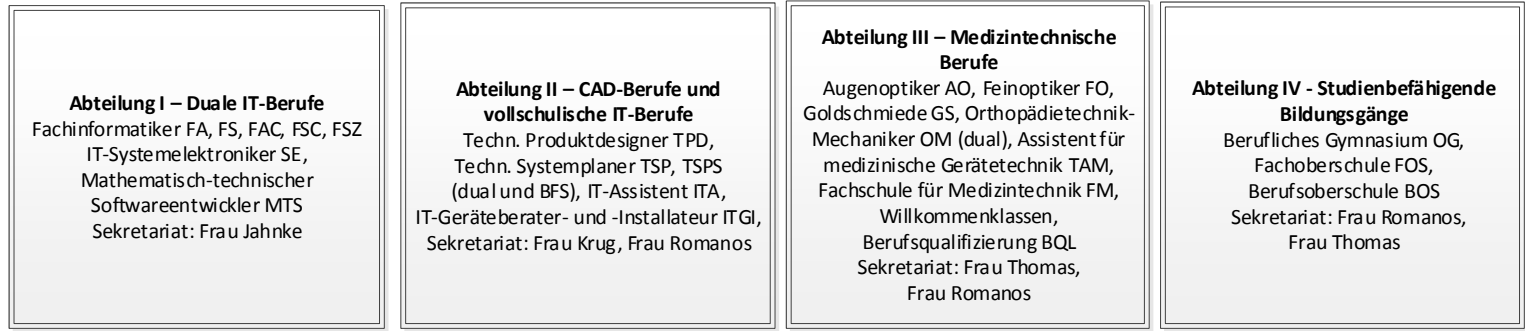 Abteilung I – Duale IT-Berufe
Fachinformatiker FA, FS, FAC, FSC, FSZ
IT-Systemelektroniker SE,
Mathematisch-technischer
Softwareentwickler MTS
Sekretariat: Frau Jahnke
Abteilung II – CAD-Berufe und
vollschulische IT-Berufe
Techn. Produktdesigner TPD,
Techn. Systemplaner TSP, TSPS
(dual und BFS), IT-Assistent ITA,
IT-Geräteberater- und -Installateur ITGI,
Sekretariat: Frau Krug, Frau Romanos
Abteilung III – Medizintechnische
Berufe
Augenoptiker AO, Feinoptiker FO,
Goldschmiede GS, Orthopädietechnik-
Mechaniker OM (dual), Assistent für
medizinische Gerätetechnik TAM,
Fachschule für Medizintechnik FM,
Willkommenklassen,
Berufsqualifizierung BQL
Sekretariat: Frau Thomas,
Frau Romanos
Abteilung IV - Studienbefähigende
Bildungsgänge
Berufliches Gymnasium OG,
Fachoberschule FOS,
Berufsoberschule BOS
Sekretariat: Frau Romanos,
Frau Thomas